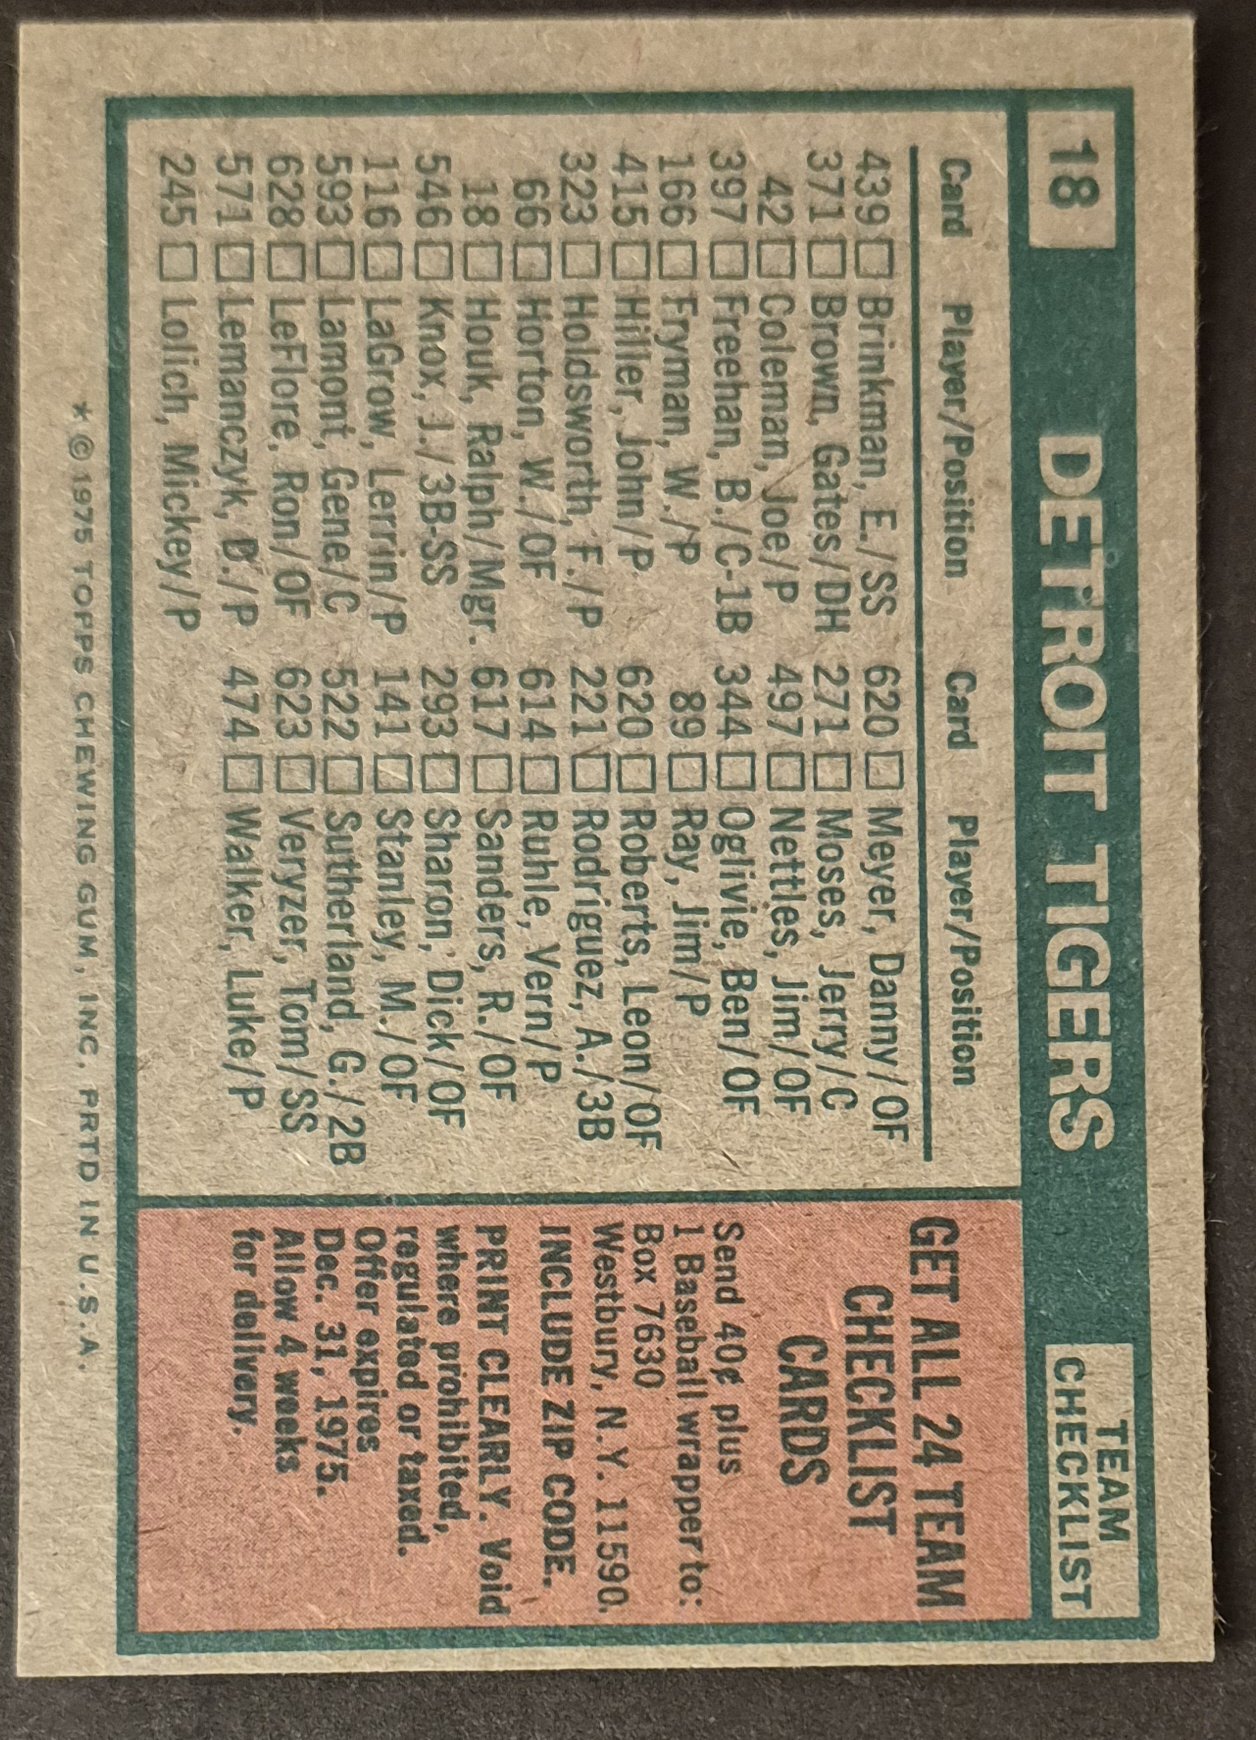 18 DETROIT TIGERS TEAM CHECKLIST
Card Player/Position Card Player/Position
439 Brinkman, E./SS 620 Meyer, Danny/OF
371 Brown, Gates/DH 271 Moses, Jerry/C
42 Coleman, Joe/P 497 Nettles, Jim/OF
397 Freehan, B./C-1B 344 Oglivie, Ben/OF
166 Fryman, W./P 89 Ray, Jim/P
415 Hiller, John/P 620 Roberts, Leon/OF
323 Holdsworth, F./P 221 Rodriguez, A./3B
66 Horton, W./OF 614 Ruhle, Vern/P
18 Houk, Ralph/Mgr. 617 Sanders, R./OF
546 Knox, J./3B-SS 293 Sharon, Dick/OF
116 LaGrow, Lerrin/P 141 Stanley, M./OF
593 Lamont, Gene/C 522 Sutherland, G./2B
628 LeFlore, Ron/OF 623 Veryzer, Tom/SS
571 Lemanczyk, D./P 474 Walker, Luke/P
245 Lolich, Mickey/P
GET ALL 24 TEAM
CHECKLIST
CARDS
Send 40¢ plus
1 Baseball wrapper to:
Box 7630
Westbury, N.Y. 11590.
INCLUDE ZIP CODE.
PRINT CLEARLY. Void
where prohibited,
regulated or taxed.
Offer expires
Dec. 31, 1975.
Allow 4 weeks
for delivery.
* © 1975 TOPPS CHEWING GUM, INC. PRTD IN U.S.A.